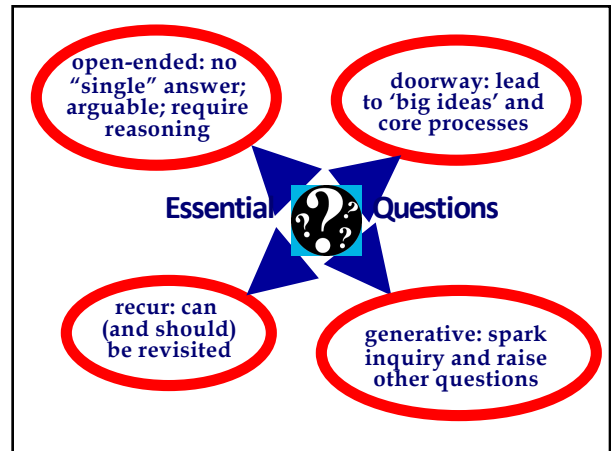 open-ended: no
“single” answer;
arguable; require
reasoning
doorway: lead
to ‘big ideas’ and
core processes
Essential Questions
recur: can
(and should)
be revisited
generative: spark
inquiry and raise
other questions